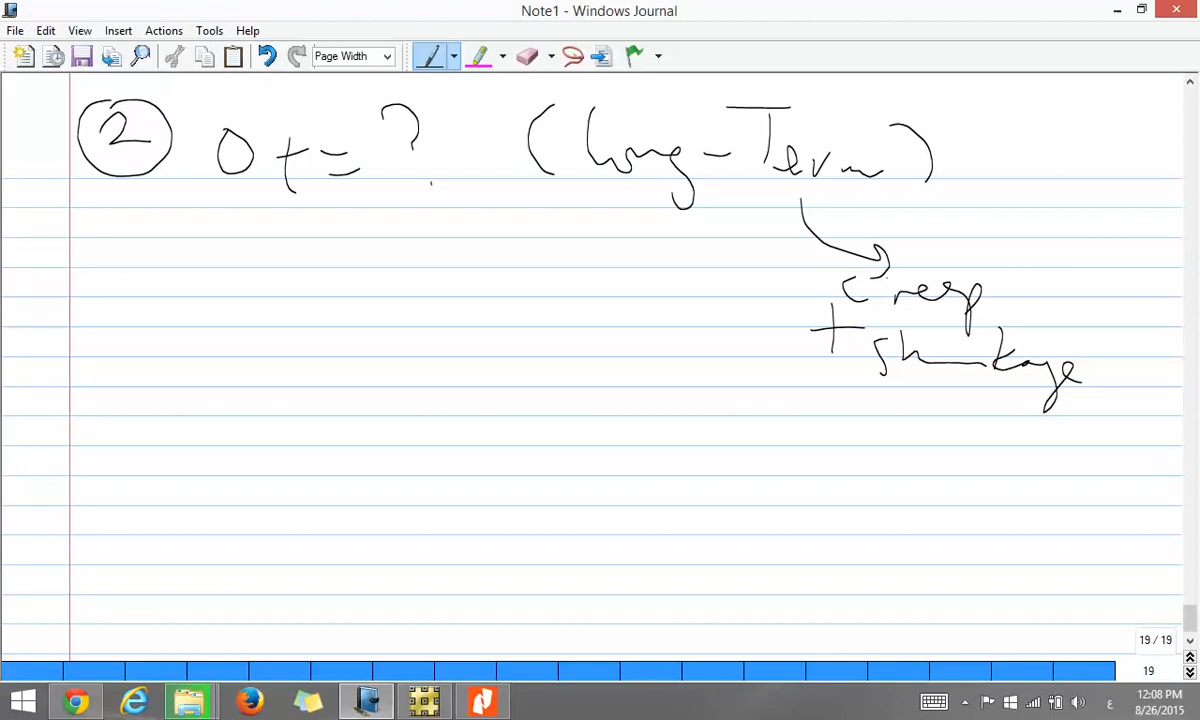 Note1 - Windows Journal
File Edit View Insert Actions Tools Help
Page Width
2 0 t = ? (Long-Term)
Creep
+ shrinkage
19 / 19
19
12:08 PM
ع
8/26/2015